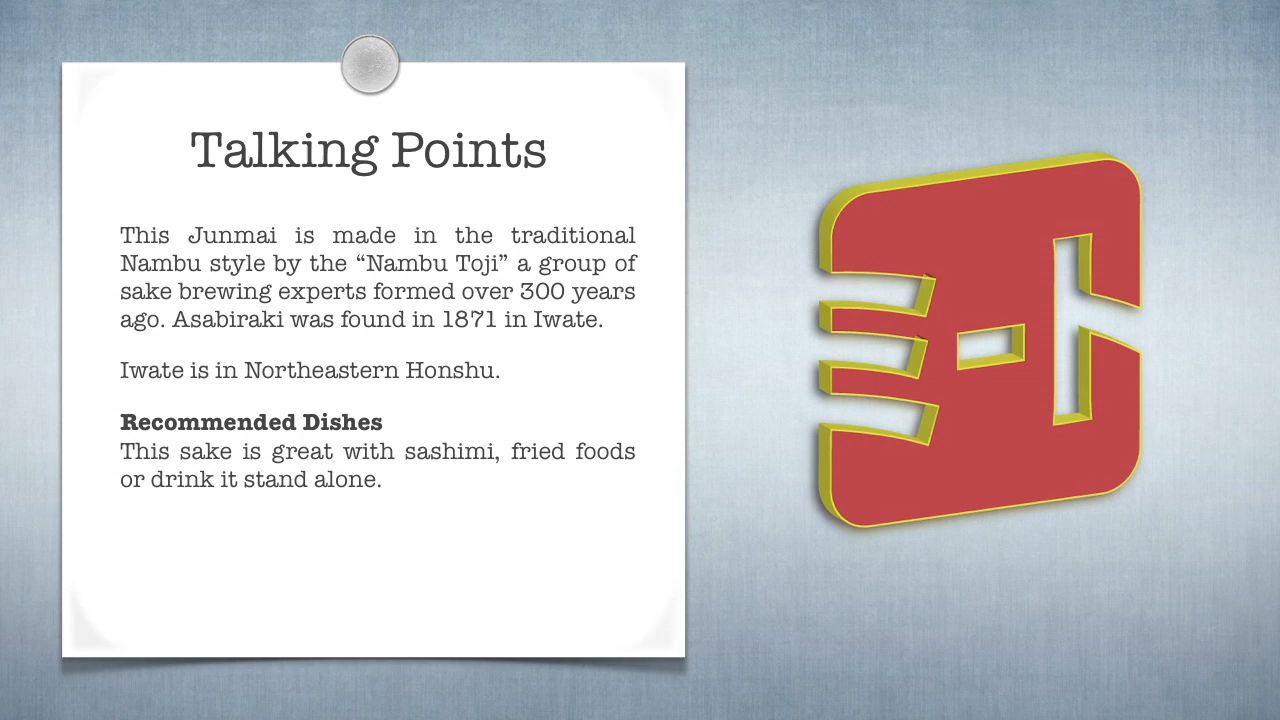 Talking Points
This Junmai is made in the traditional
Nambu style by the “Nambu Toji” a group of
sake brewing experts formed over 300 years
ago. Asabiraki was found in 1871 in Iwate.
Iwate is in Northeastern Honshu.
Recommended Dishes
This sake is great with sashimi, fried foods
or drink it stand alone.